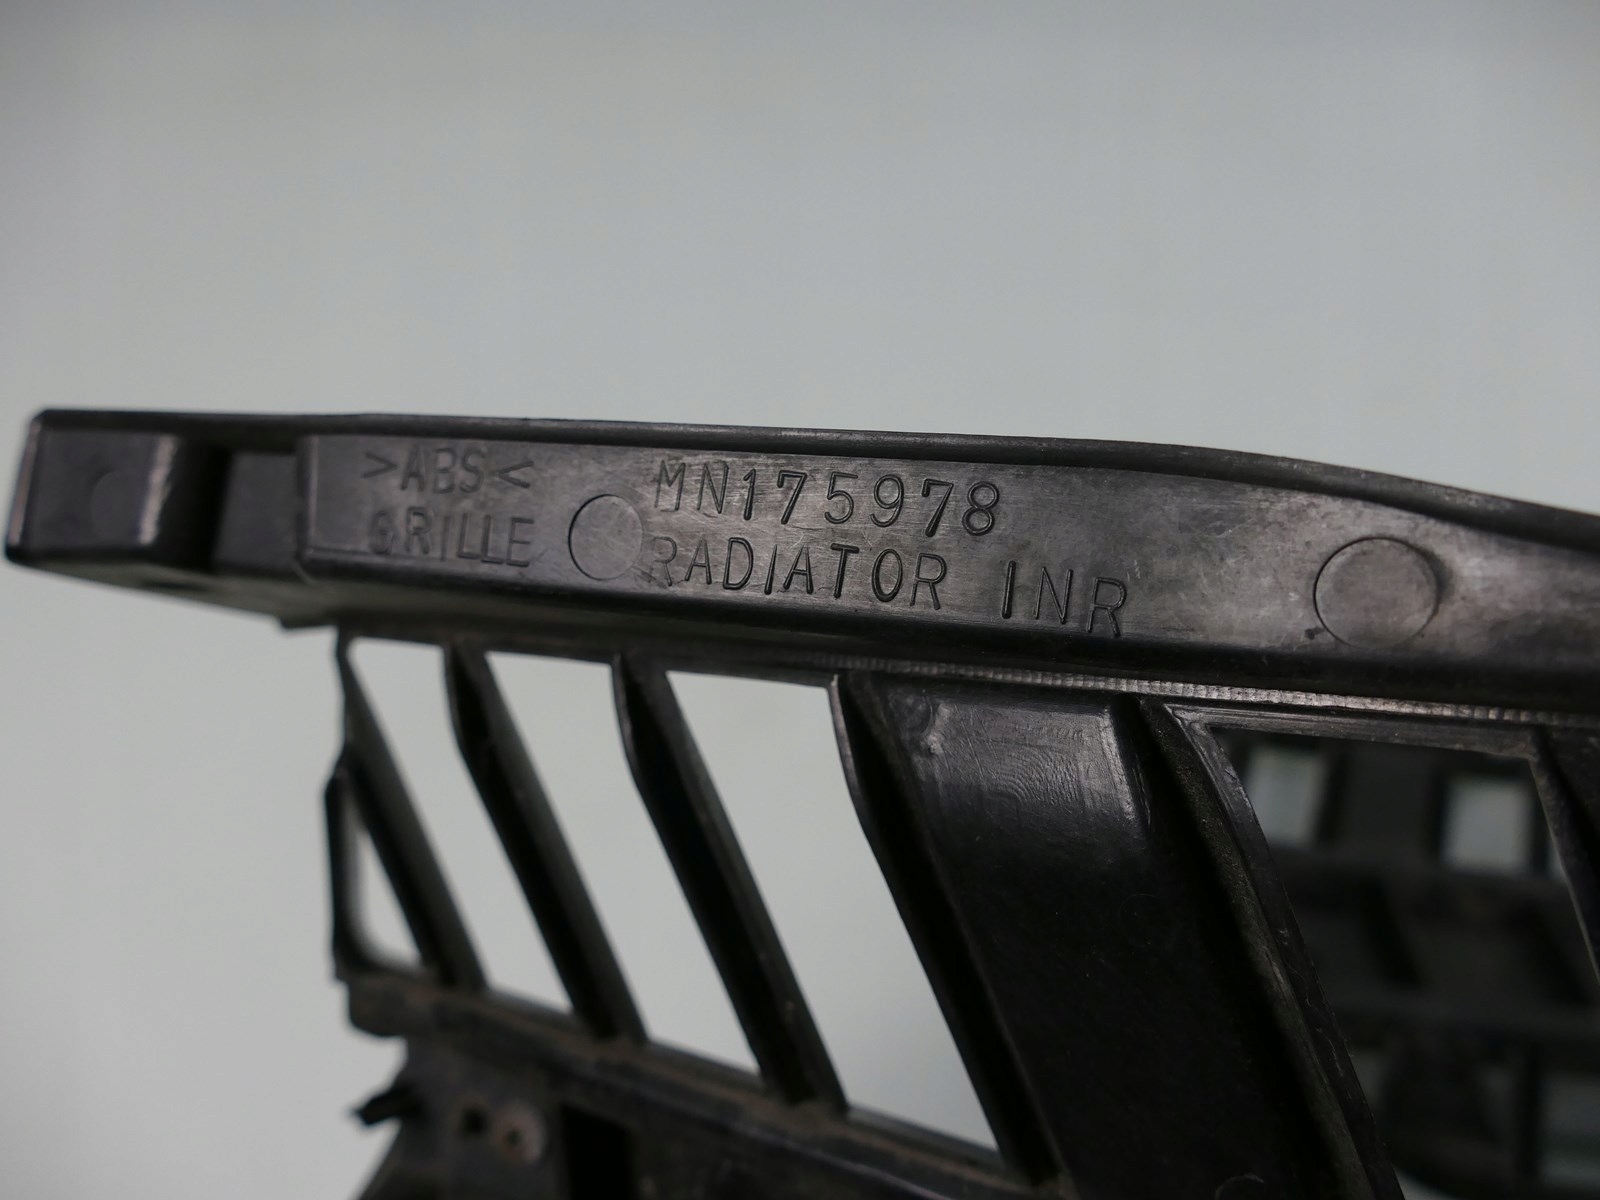 >ABS< MN175978
GRILLE RADIATOR INR